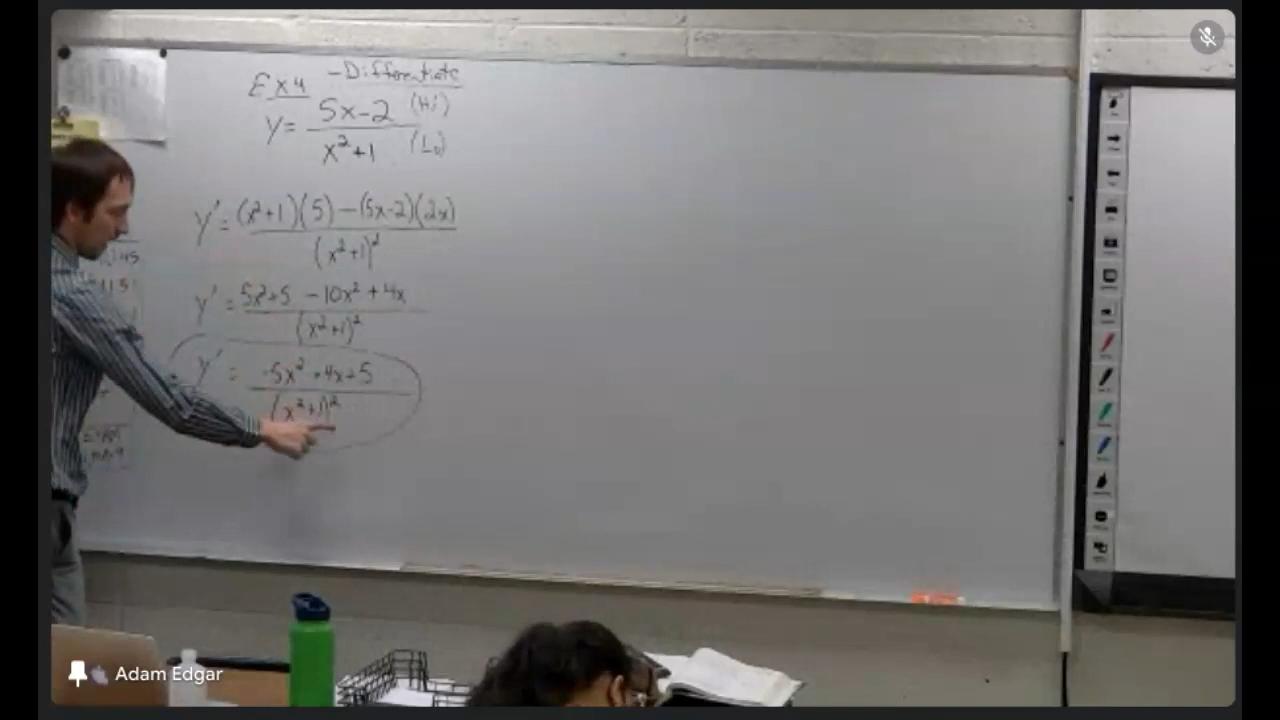 Ex 4 - Differentiate
y = 5x-2 (Hi)
x²+1 (Lo)
y' = (x²+1)(5) - (5x-2)(2x)
(x²+1)²
y' = 5x²+5 - 10x² + 4x
(x²+1)²
y' = -5x² + 4x + 5
(x²+1)²
Adam Edgar